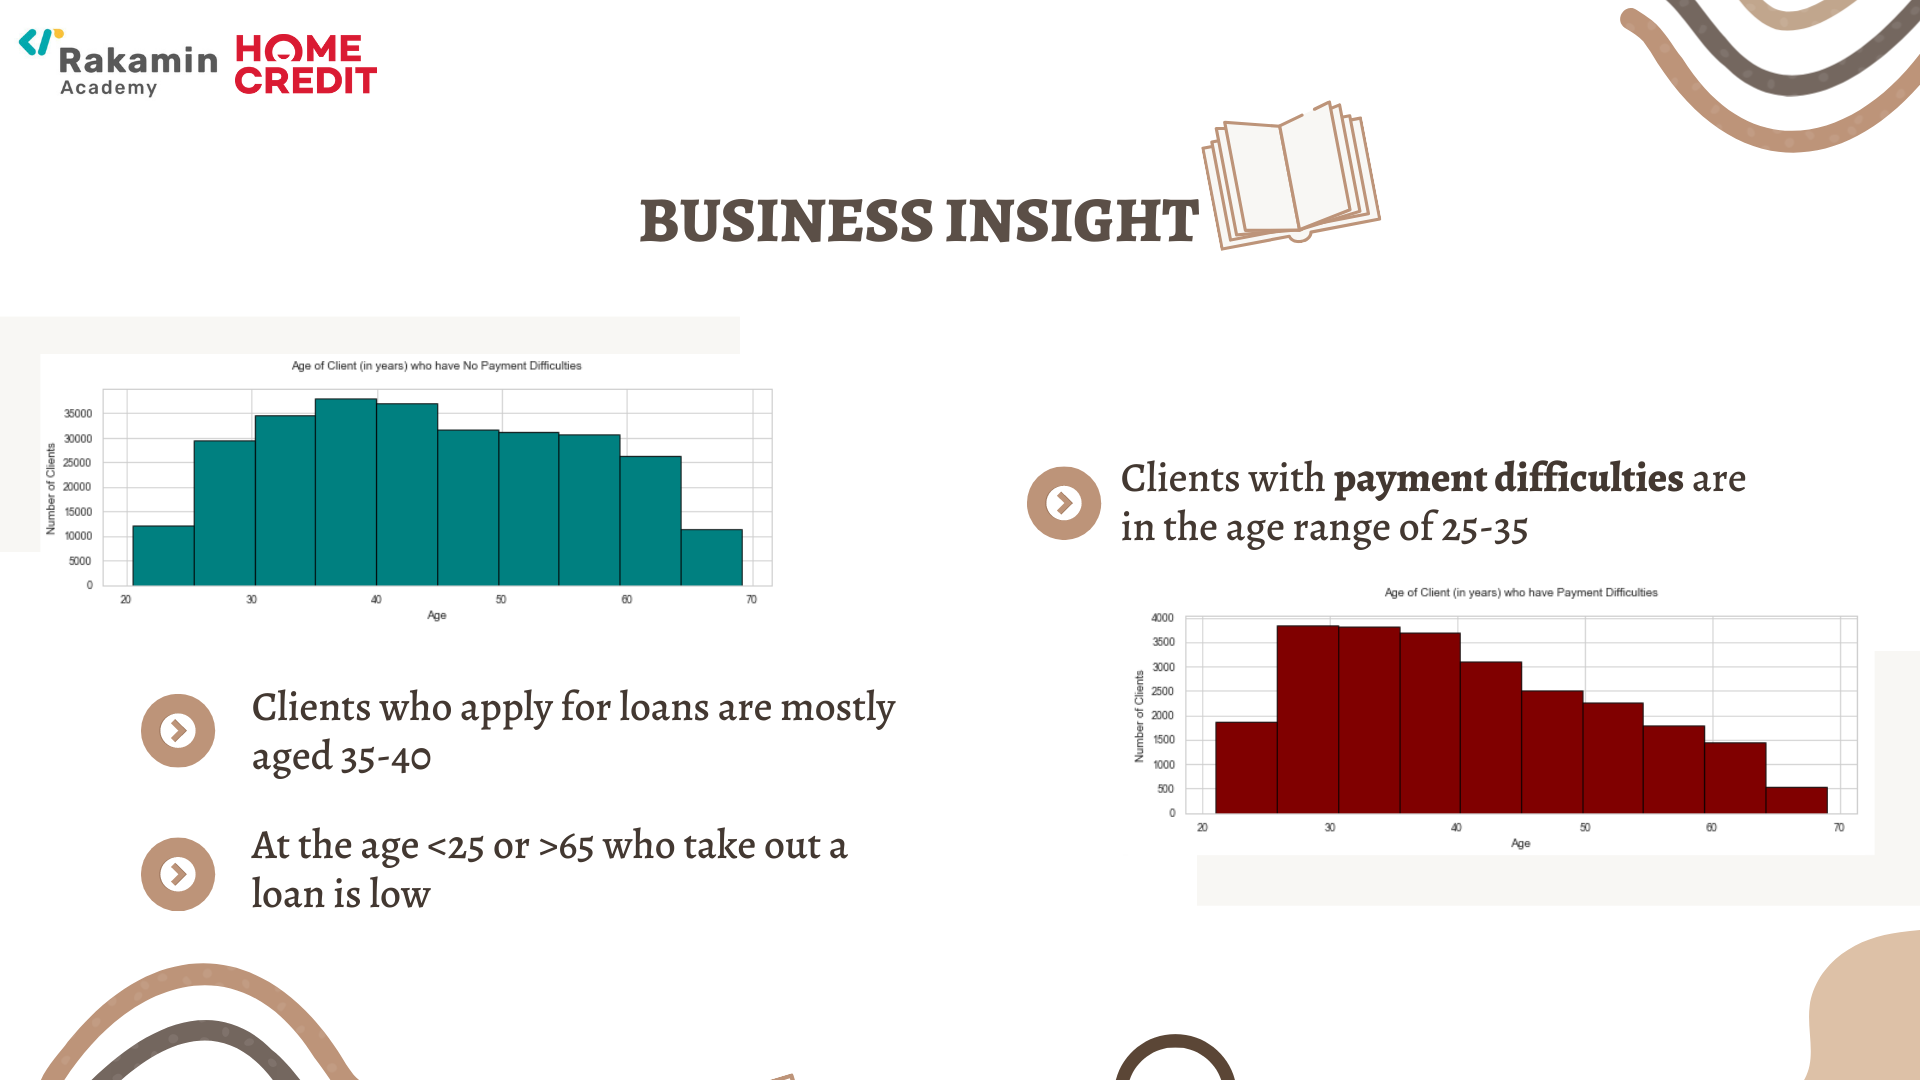 Rakamin
Academy
HOME
CREDIT
BUSINESS INSIGHT
Age of Client (in years) who have No Payment Difficulties
Number of Clients
35000
30000
25000
20000
15000
10000
5000
0
20 30 40 50 60 70
Age
Clients who apply for loans are mostly
aged 35-40
At the age <25 or >65 who take out a
loan is low
Clients with payment difficulties are
in the age range of 25-35
Age of Client (in years) who have Payment Difficulties
Number of Clients
4000
3500
3000
2500
2000
1500
1000
500
0
20 30 40 50 60 70
Age